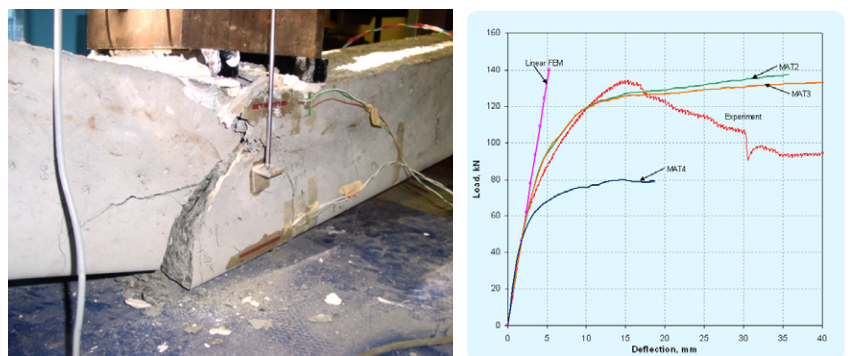 160
140
120
100
80
60
40
20
0
Load, kN
Linear FEM
MAT2
MAT3
Experiment
MAT4
0 5 10 15 20 25 30 35 40
Deflection, mm